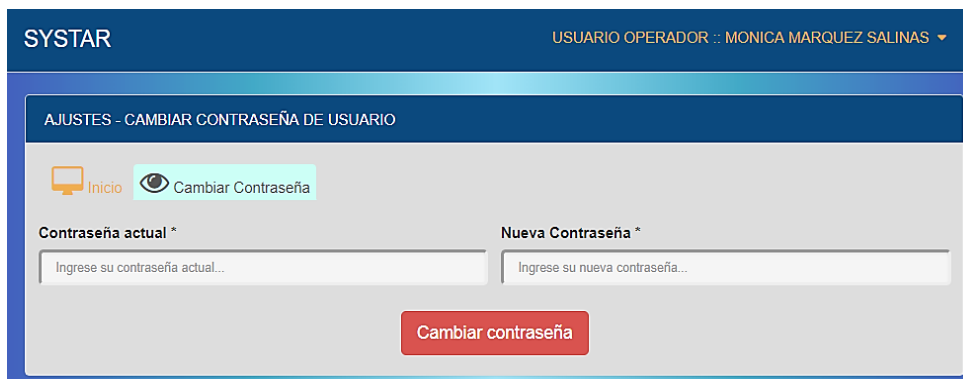 SYSTAR
USUARIO OPERADOR :: MONICA MARQUEZ SALINAS
AJUSTES - CAMBIAR CONTRASEÑA DE USUARIO
Inicio
Cambiar Contraseña
Contraseña actual *
Nueva Contraseña *
Ingrese su contraseña actual...
Ingrese su nueva contraseña...
Cambiar contraseña